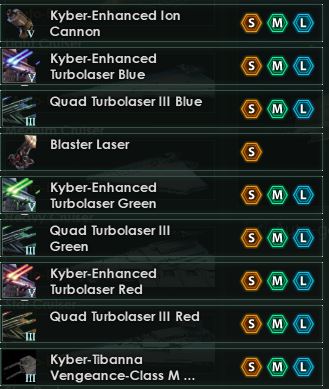 Kyber-Enhanced Ion
Cannon
V
S M L
Kyber-Enhanced
Turbolaser Blue
V
S M L
Quad Turbolaser III Blue
III
S M L
Blaster Laser
S
Kyber-Enhanced
Turbolaser Green
V
S M L
Quad Turbolaser III
Green
III
S M L
Kyber-Enhanced
Turbolaser Red
V
S M L
Quad Turbolaser III Red
III
S M L
Kyber-Tibanna
Vengeance-Class M ...
III
S M L